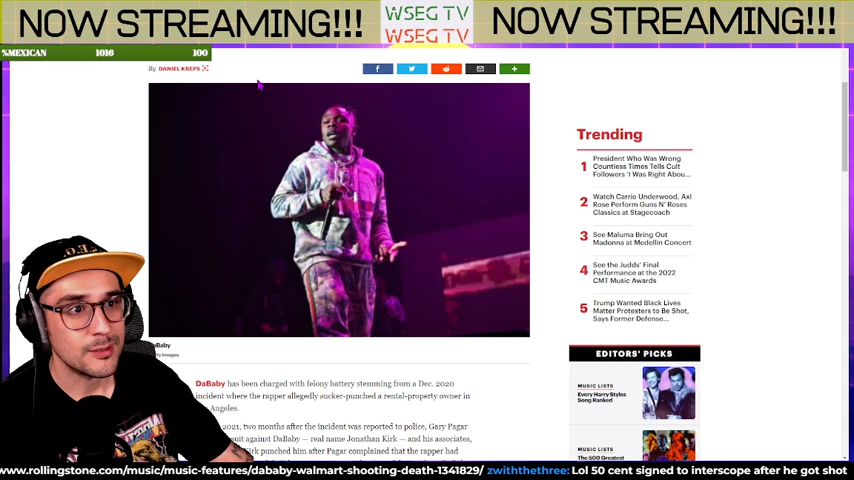 NOW STREAMING!!!
WSEG TV
WSEG TV
NOW STREAMING!!!
%MEXICAN 1016 100
By DANIEL KREPS
Trending
1 President Who Was Wrong
Countless Times Tells Cult
Followers 'I Was Right Abou...
2 Watch Carrie Underwood, Axl
Rose Perform Guns N' Roses
Classics at Stagecoach
3 See Maluma Bring Out
Madonna at Medellín Concert
4 See the Judds' Final
Performance at the 2022
CMT Music Awards
5 Trump Wanted Black Lives
Matter Protesters to Be Shot,
Says Former Defense...
Baby
ty Images
EDITORS' PICKS
MUSIC LISTS
Every Harry Styles
Song Ranked
MUSIC LISTS
The 500 Greatest
DaBaby has been charged with felony battery stemming from a Dec. 2020
incident where the rapper allegedly sucker-punched a rental-property owner in
Angeles.
2021, two months after the incident was reported to police, Gary Pagar
suit against DaBaby — real name Jonathan Kirk — and his associates,
irk punched him after Pagar complained that the rapper had
www.rollingstone.com/music/music-features/dababy-walmart-shooting-death-1341829/ zwiththethree: Lol 50 cent signed to interscope after he got shot